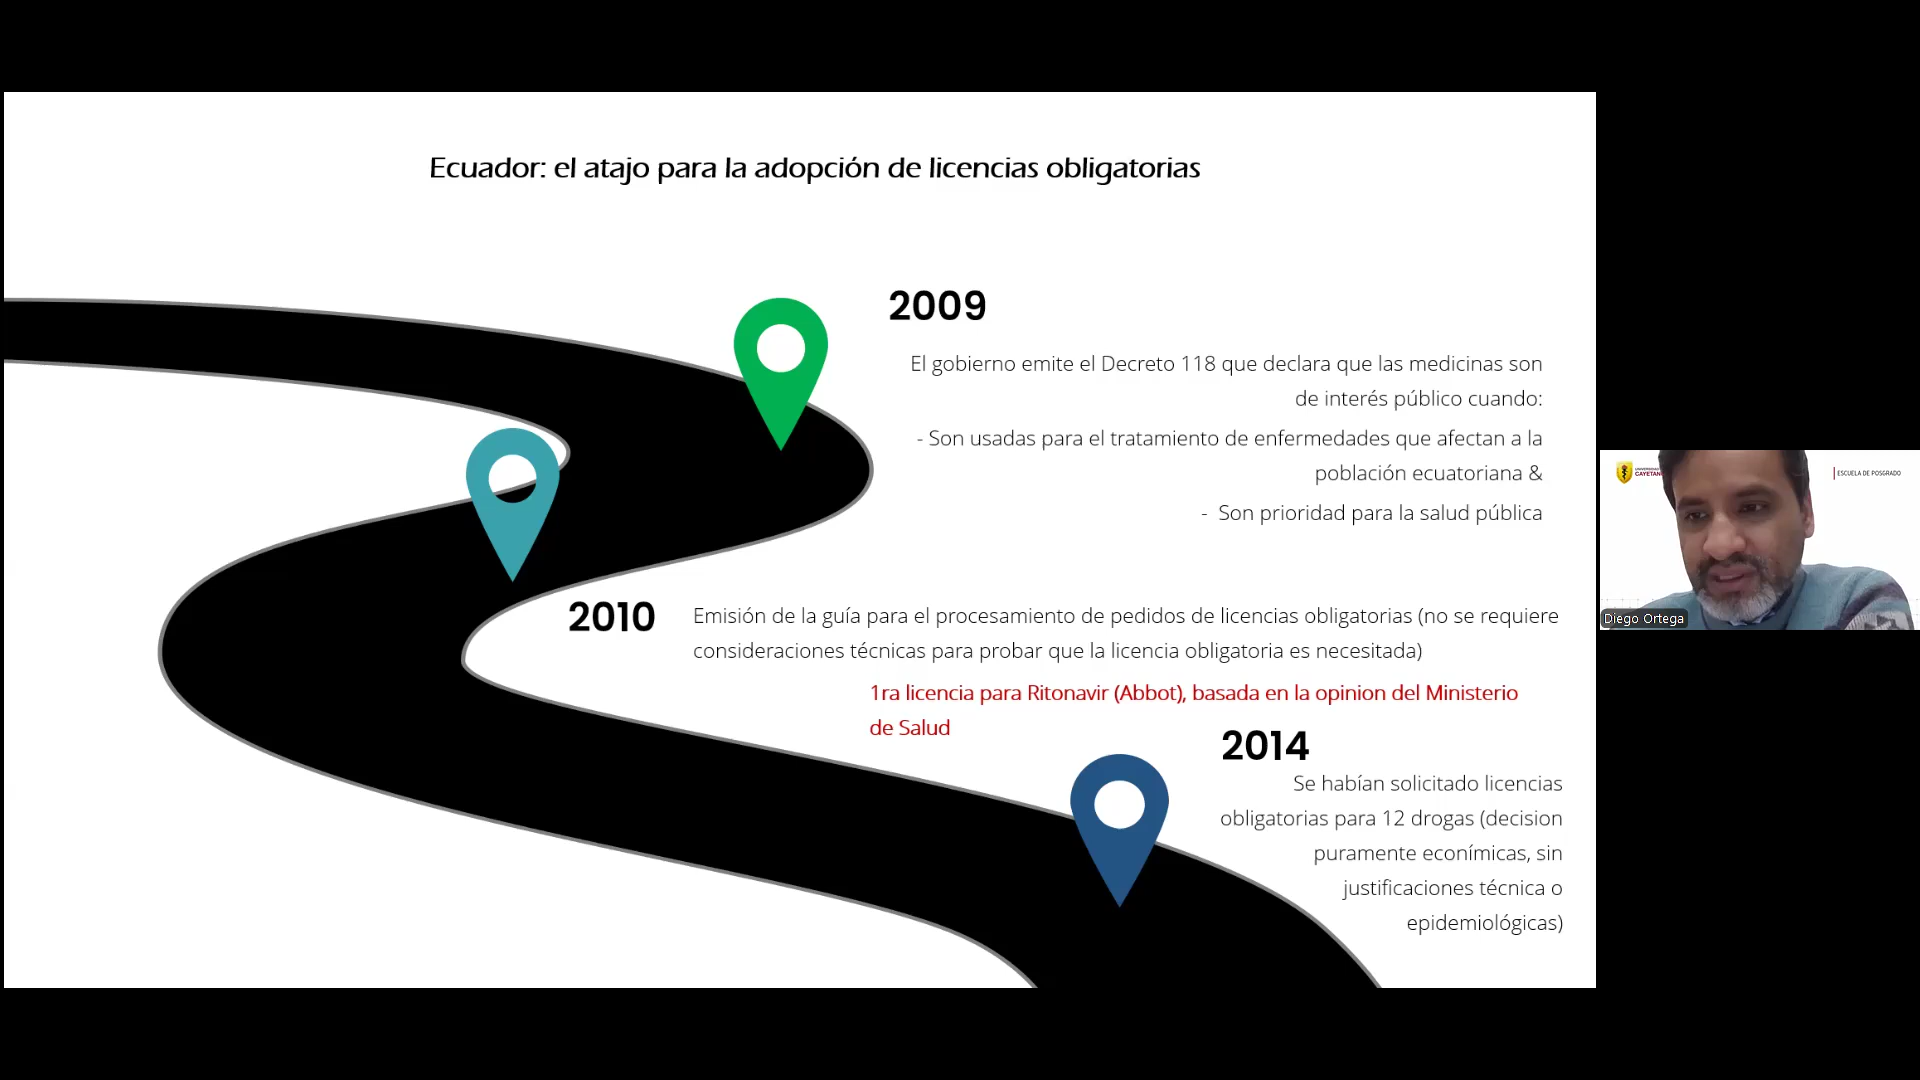 Ecuador: el atajo para la adopción de licencias obligatorias
2009
El gobierno emite el Decreto 118 que declara que las medicinas son
de interés público cuando:
- Son usadas para el tratamiento de enfermedades que afectan a la
población ecuatoriana &
- Son prioridad para la salud pública
2010
Emisión de la guía para el procesamiento de pedidos de licencias obligatorias (no se requiere
consideraciones técnicas para probar que la licencia obligatoria es necesitada)
1ra licencia para Ritonavir (Abbot), basada en la opinion del Ministerio
de Salud
2014
Se habían solicitado licencias
obligatorias para 12 drogas (decision
puramente econímicas, sin
justificaciones técnica o
epidemiológicas)
ESCUELA DE POSGRADO
Diego Ortega